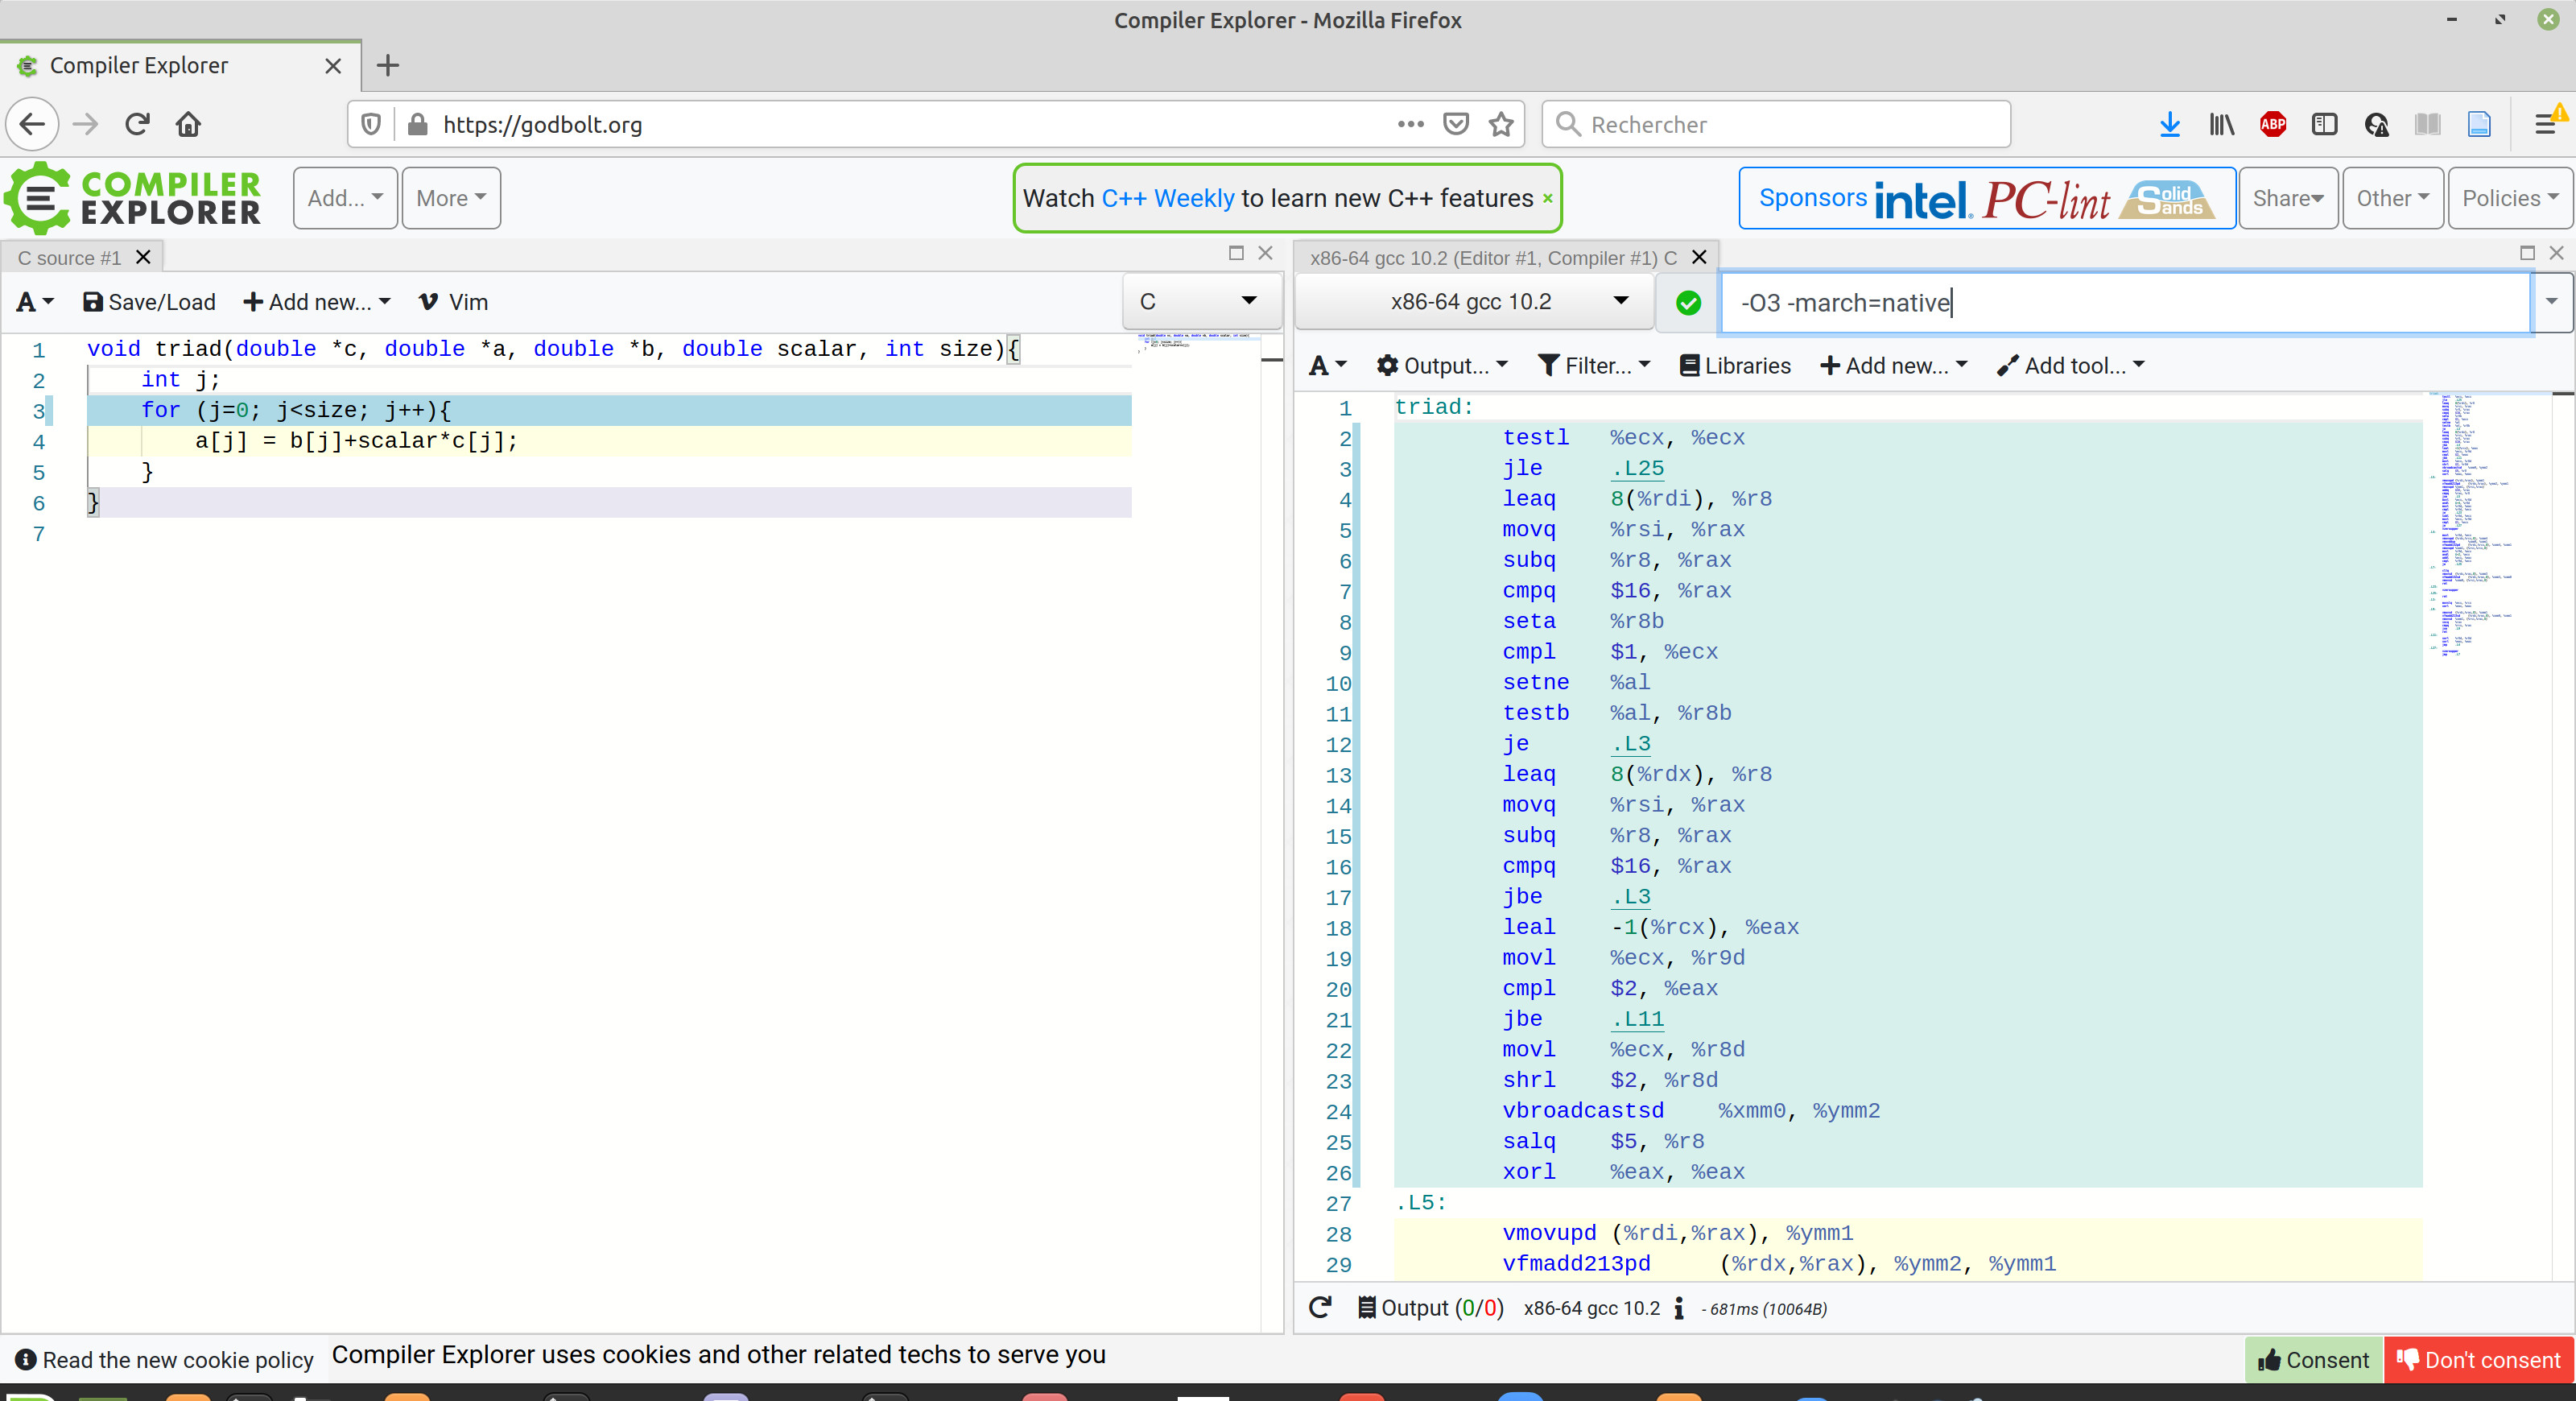 Compiler Explorer - Mozilla Firefox
Compiler Explorer
https://godbolt.org
Rechercher
ABP
COMPILER EXPLORER
Add...
More
Watch C++ Weekly to learn new C++ features ×
Sponsors intel. PC-lint Solid Sands
Share
Other
Policies
C source #1
x86-64 gcc 10.2 (Editor #1, Compiler #1) C
A
Save/Load
Add new...
Vim
C
x86-64 gcc 10.2
-O3 -march=native
A
Output...
Filter...
Libraries
Add new...
Add tool...
1 void triad(double *c, double *a, double *b, double scalar, int size){
2 int j;
3 for (j=0; j<size; j++){
4 a[j] = b[j]+scalar*c[j];
5 }
6 }
7
1 triad:
2 testl %ecx, %ecx
3 jle .L25
4 leaq 8(%rdi), %r8
5 movq %rsi, %rax
6 subq %r8, %rax
7 cmpq $16, %rax
8 seta %r8b
9 cmpl $1, %ecx
10 setne %al
11 testb %al, %r8b
12 je .L3
13 leaq 8(%rdx), %r8
14 movq %rsi, %rax
15 subq %r8, %rax
16 cmpq $16, %rax
17 jbe .L3
18 leal -1(%rcx), %eax
19 movl %ecx, %r9d
20 cmpl $2, %eax
21 jbe .L11
22 movl %ecx, %r8d
23 shrl $2, %r8d
24 vbroadcastsd %xmm0, %ymm2
25 salq $5, %r8
26 xorl %eax, %eax
27 .L5:
28 vmovupd (%rdi,%rax), %ymm1
29 vfmadd213pd (%rdx,%rax), %ymm2, %ymm1
Output (0/0) x86-64 gcc 10.2 i - 681ms (10064B)
Read the new cookie policy Compiler Explorer uses cookies and other related techs to serve you
Consent
Don't consent